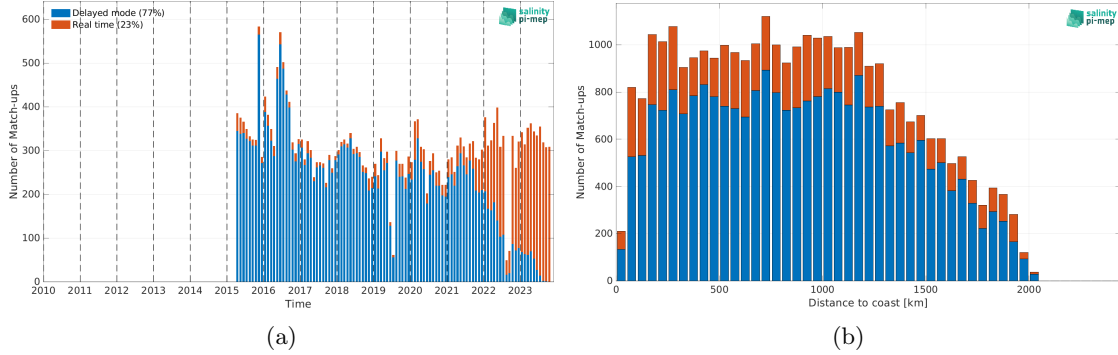 Delayed mode (77%)
Real time (23%)
salinity
pi-mep
Number of Match-ups
600
500
400
300
200
100
0
2010 2011 2012 2013 2014 2015 2016 2017 2018 2019 2020 2021 2022 2023
Time
(a)
salinity
pi-mep
Number of Match-ups
1000
800
600
400
200
0
0 500 1000 1500 2000
Distance to coast [km]
(b)